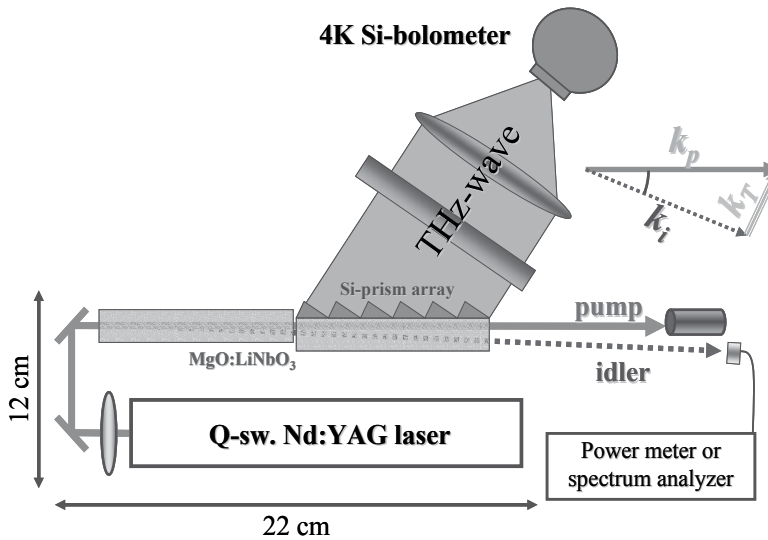 4K Si-bolometer
THz-wave
k_p
k_T
k_i
Si-prism array
pump
MgO:LiNbO₃
idler
12 cm
Q-sw. Nd:YAG laser
Power meter or
spectrum analyzer
22 cm